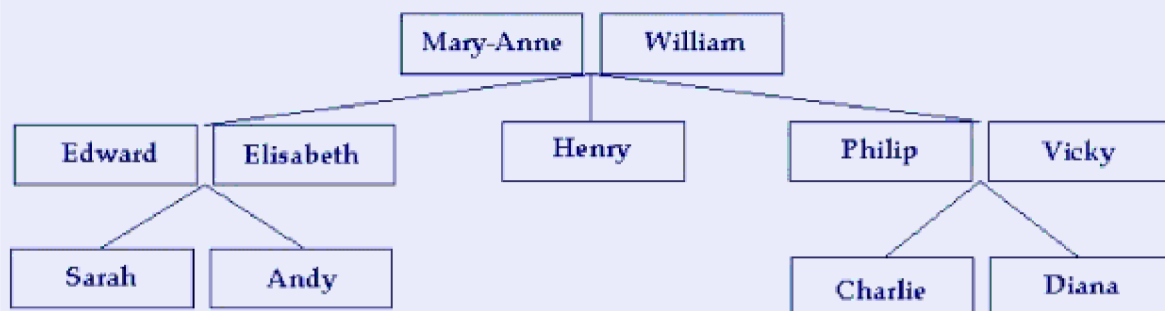 Mary-Anne William
Edward Elisabeth Henry Philip Vicky
Sarah Andy Charlie Diana